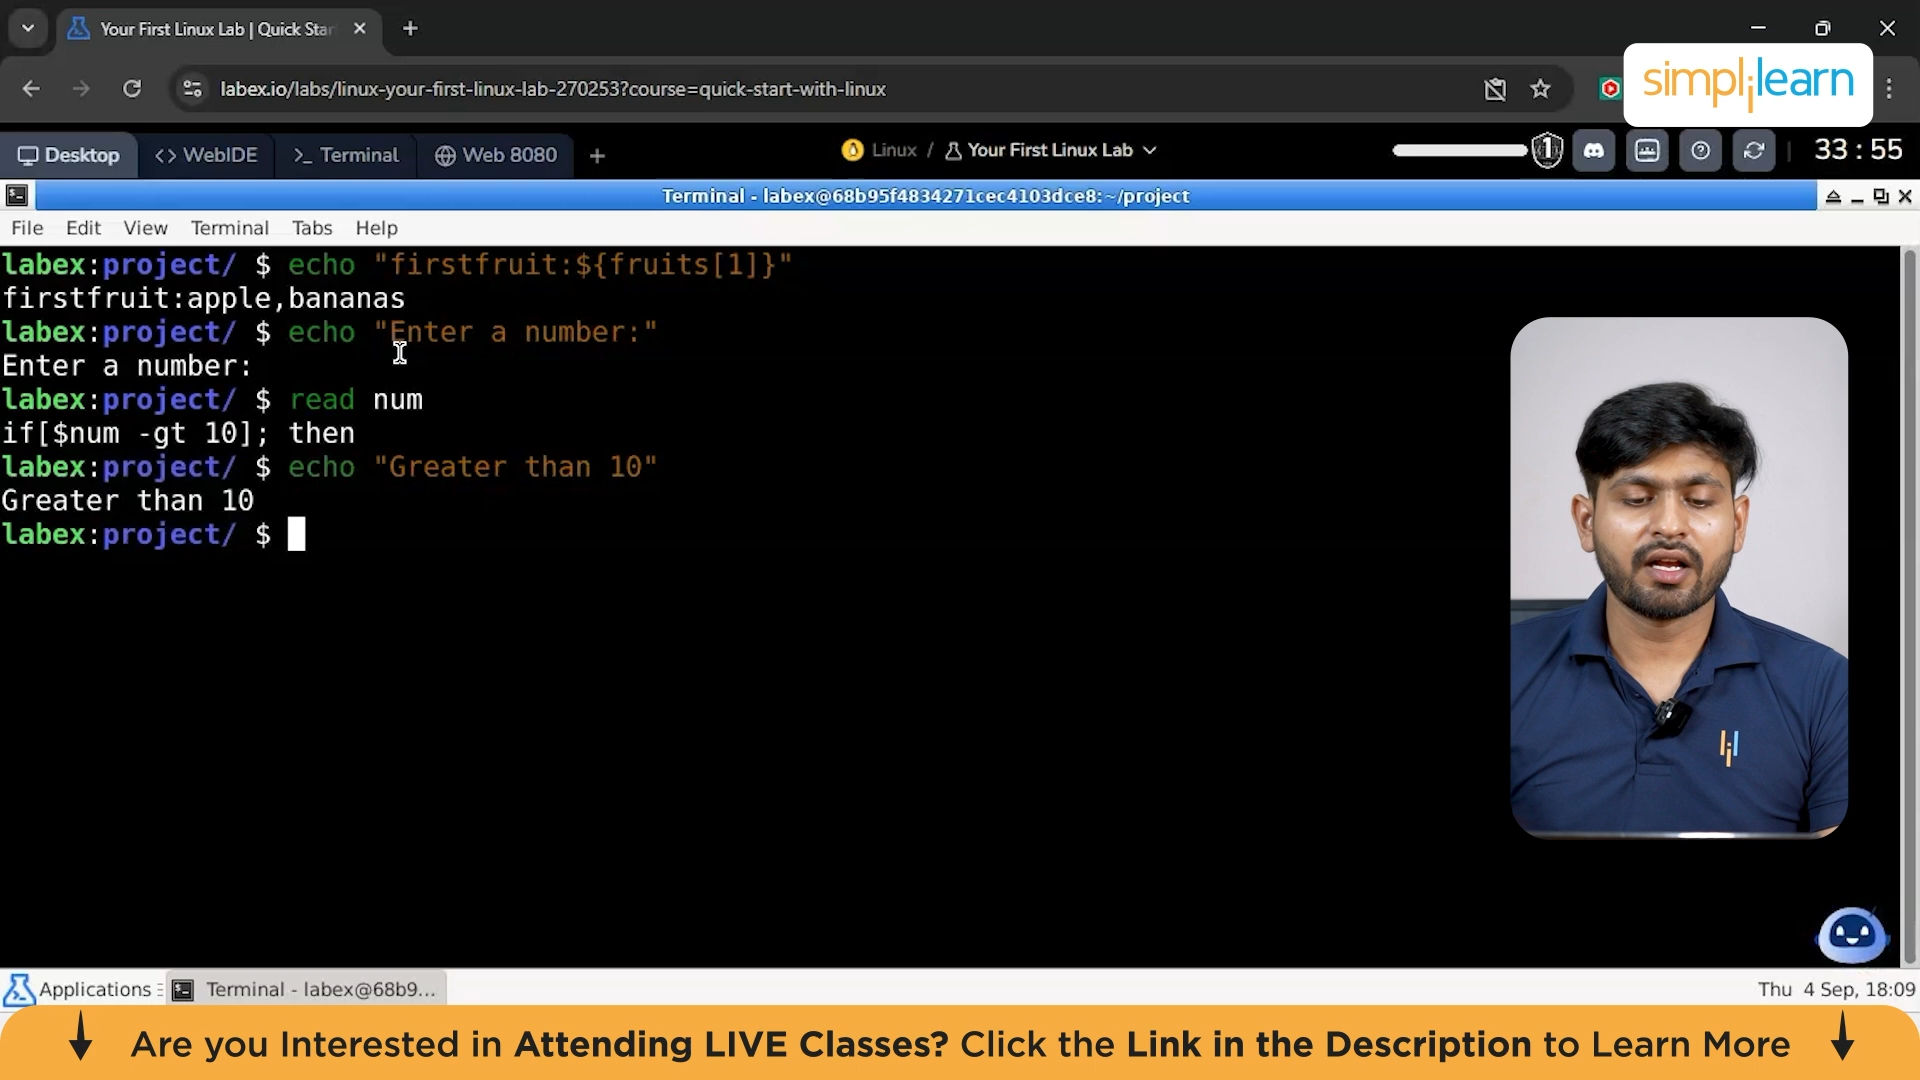 Your First Linux Lab | Quick Star
labex.io/labs/linux-your-first-linux-lab-270253?course=quick-start-with-linux
simplilearn
Desktop
<> WebIDE
>_ Terminal
Web 8080
Linux / Your First Linux Lab
1
33 : 55
Terminal - labex@68b95f4834271cec4103dce8:~/project
File Edit View Terminal Tabs Help
labex:project/ $ echo "firstfruit:${fruits[1]}"
firstfruit:apple,bananas
labex:project/ $ echo "Enter a number:"
Enter a number:
labex:project/ $ read num
if[$num -gt 10]; then
labex:project/ $ echo "Greater than 10"
Greater than 10
labex:project/ $
Applications
Terminal - labex@68b9...
Thu 4 Sep, 18:09
Are you Interested in Attending LIVE Classes? Click the Link in the Description to Learn More